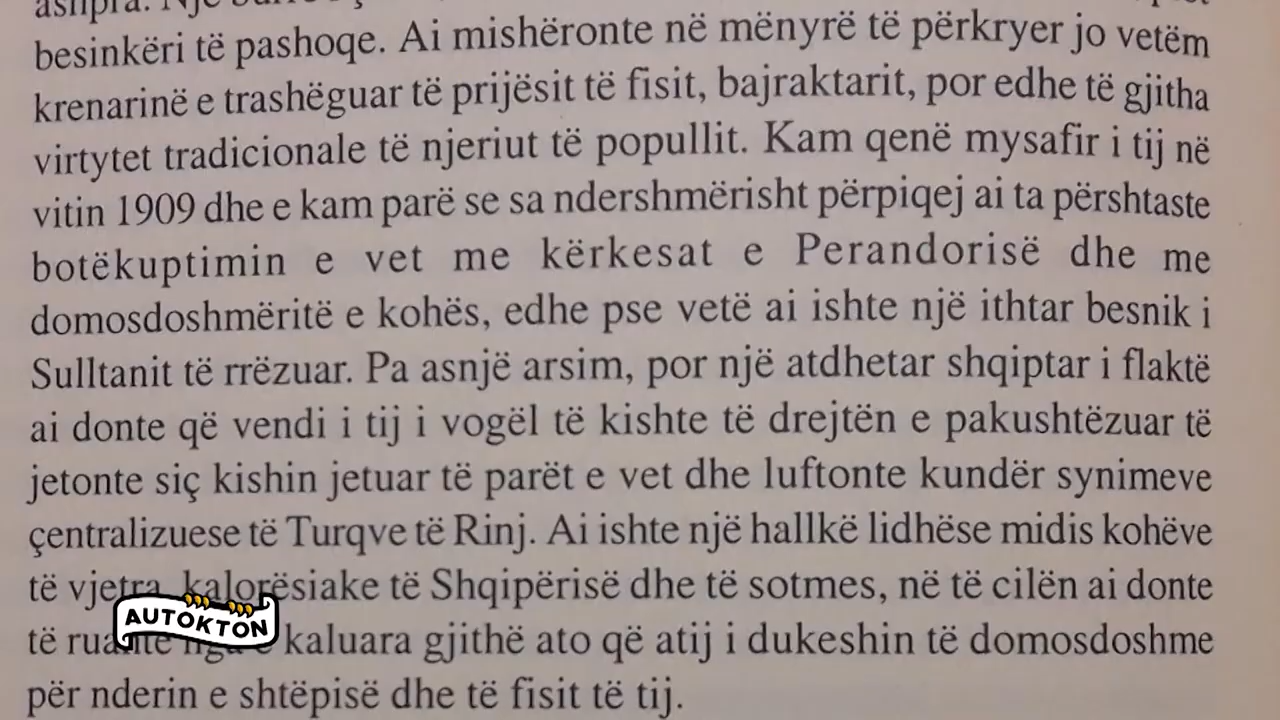 besinkëri të pashoqe. Ai mishëronte në mënyrë të përkryer jo vetëm
krenarinë e trashëguar të prijësit të fisit, bajraktarit, por edhe të gjitha
virtytet tradicionale të njeriut të popullit. Kam qenë mysafir i tij në
vitin 1909 dhe e kam parë se sa ndershmërisht përpiqej ai ta përshtaste
botëkuptimin e vet me kërkesat e Perandorisë dhe me
domosdoshmëritë e kohës, edhe pse vetë ai ishte një ithtar besnik i
Sulltanit të rrëzuar. Pa asnjë arsim, por një atdhetar shqiptar i flaktë
ai donte që vendi i tij i vogël të kishte të drejtën e pakushtëzuar të
jetonte siç kishin jetuar të parët e vet dhe luftonte kundër synimeve
çentralizuese të Turqve të Rinj. Ai ishte një hallkë lidhëse midis kohëve
të vjetra, kalorësiake të Shqipërisë dhe të sotmes, në të cilën ai donte
të kaluara gjithë ato që atij i dukeshin të domosdoshme
për nderin e shtëpisë dhe të fisit të tij.
AUTOKTON